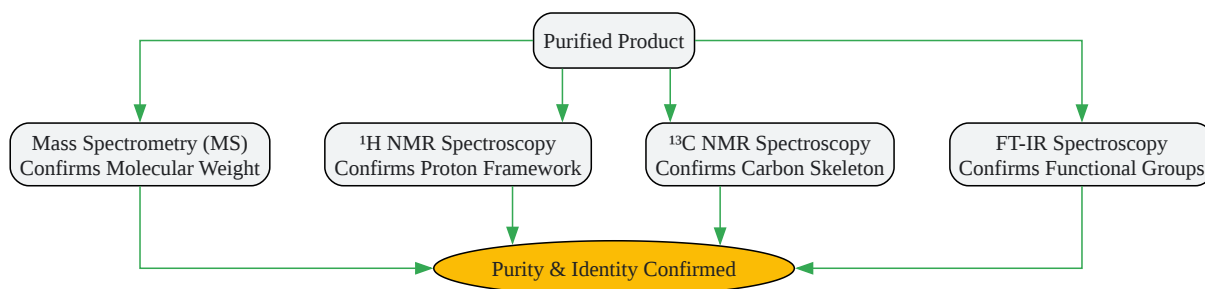 Purified Product
Mass Spectrometry (MS)
Confirms Molecular Weight
¹H NMR Spectroscopy
Confirms Proton Framework
¹³C NMR Spectroscopy
Confirms Carbon Skeleton
FT-IR Spectroscopy
Confirms Functional Groups
Purity & Identity Confirmed